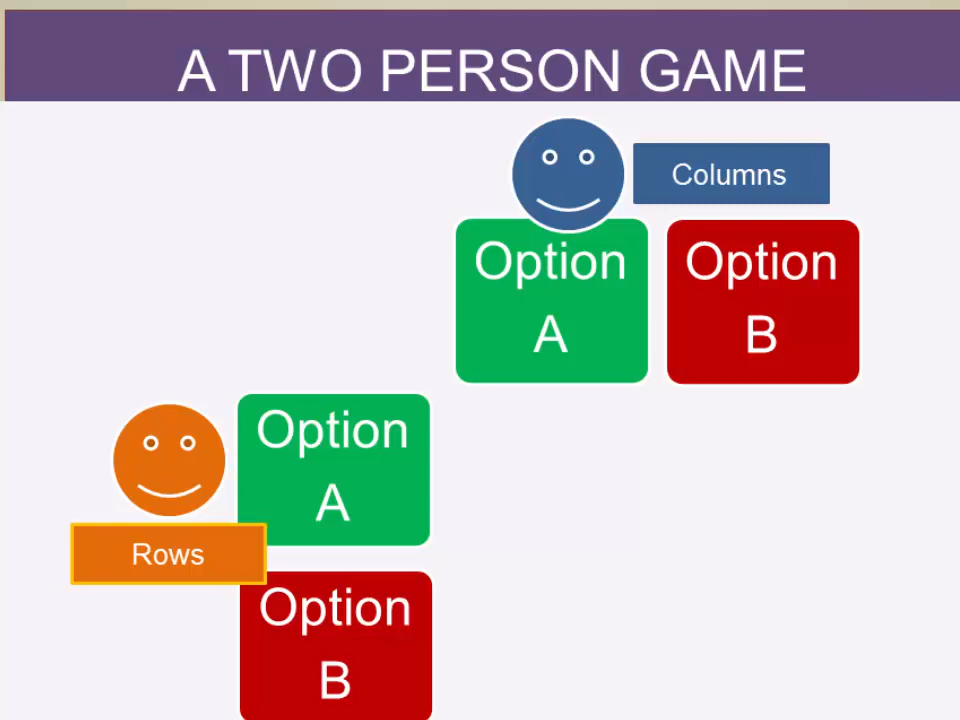 A TWO PERSON GAME
Columns
Option
A
Option
B
Option
A
Rows
Option
B